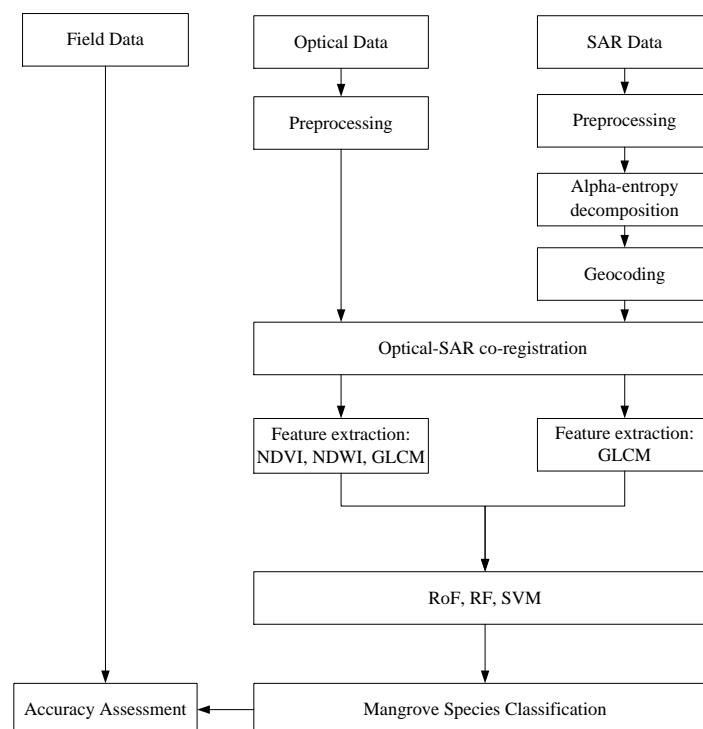 Field Data
Optical Data
SAR Data
Preprocessing
Preprocessing
Alpha-entropy
decomposition
Geocoding
Optical-SAR co-registration
Feature extraction:
NDVI, NDWI, GLCM
Feature extraction:
GLCM
RoF, RF, SVM
Accuracy Assessment
Mangrove Species Classification